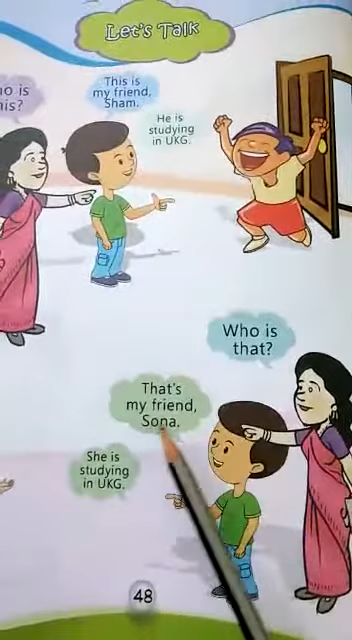 Let's Talk
This is
my friend,
Sham.
He is
studying
in UKG.
Who is
that?
That's
my friend,
Sona.
She is
studying
in UKG.
48